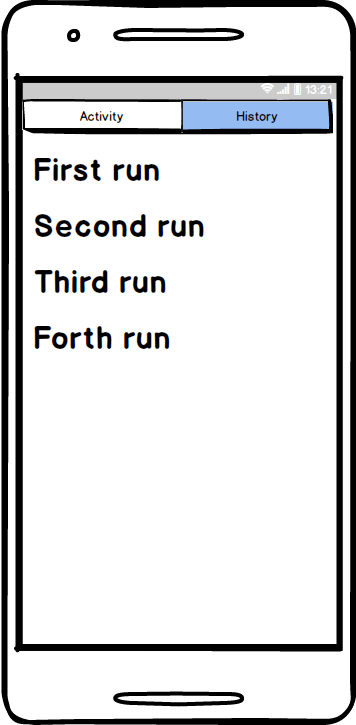 13:21
Activity History
First run
Second run
Third run
Forth run